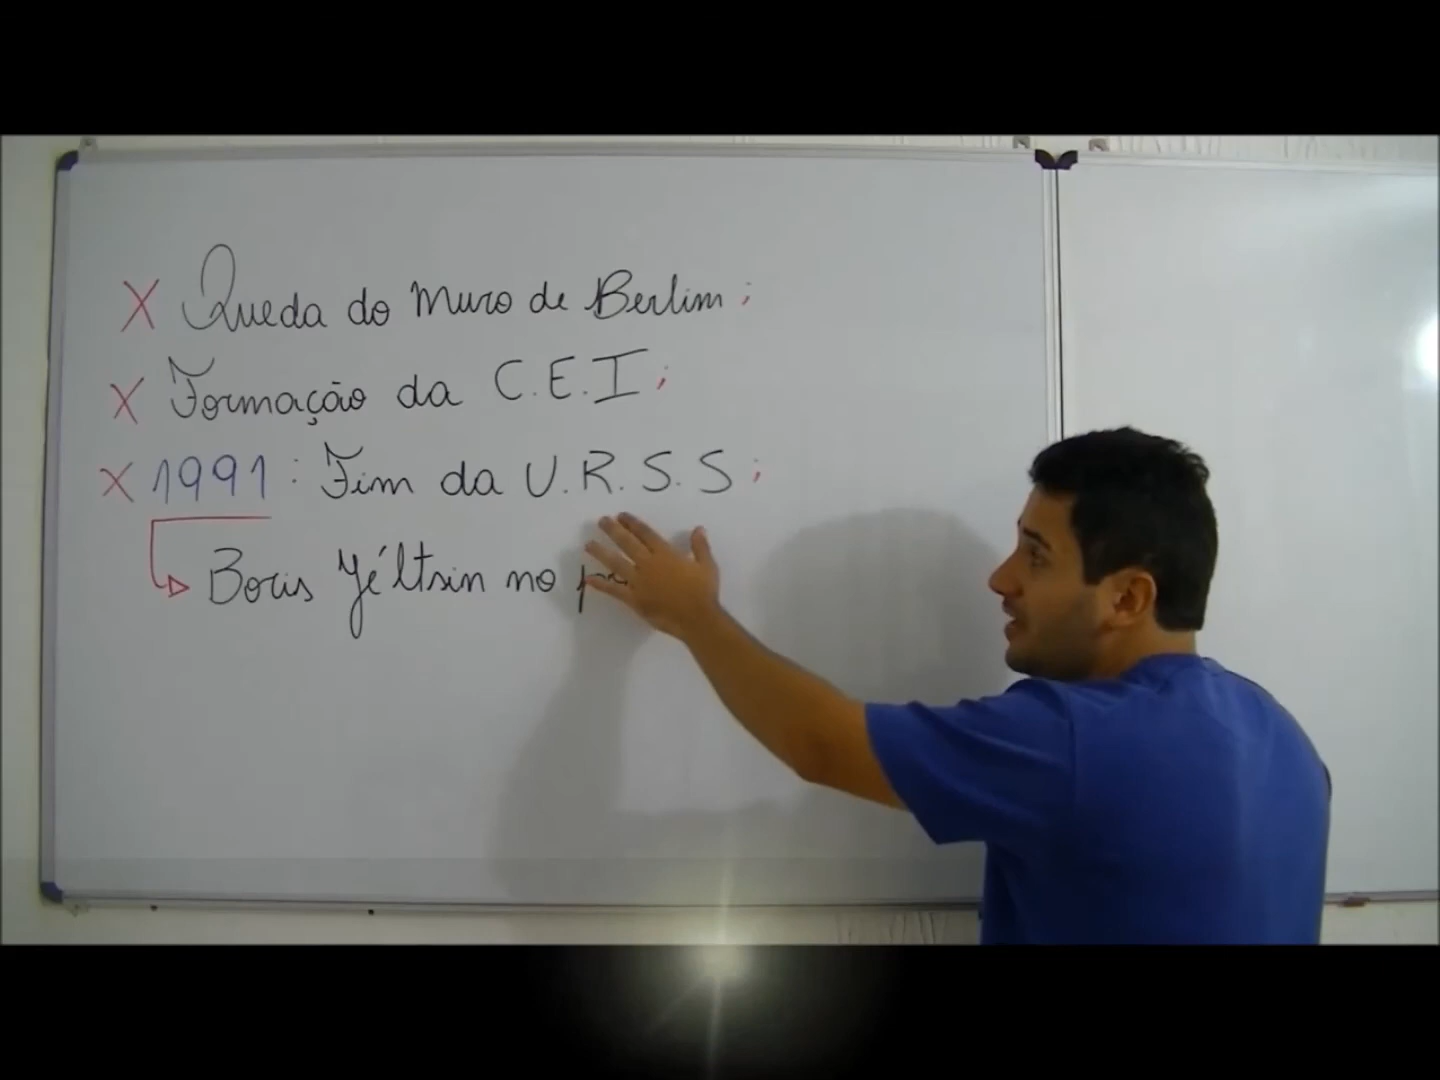 X Queda do Muro de Berlim;
X Formação da C.E.I;
X 1991: Fim da U.R.S.S;
Boris Yéltsin no